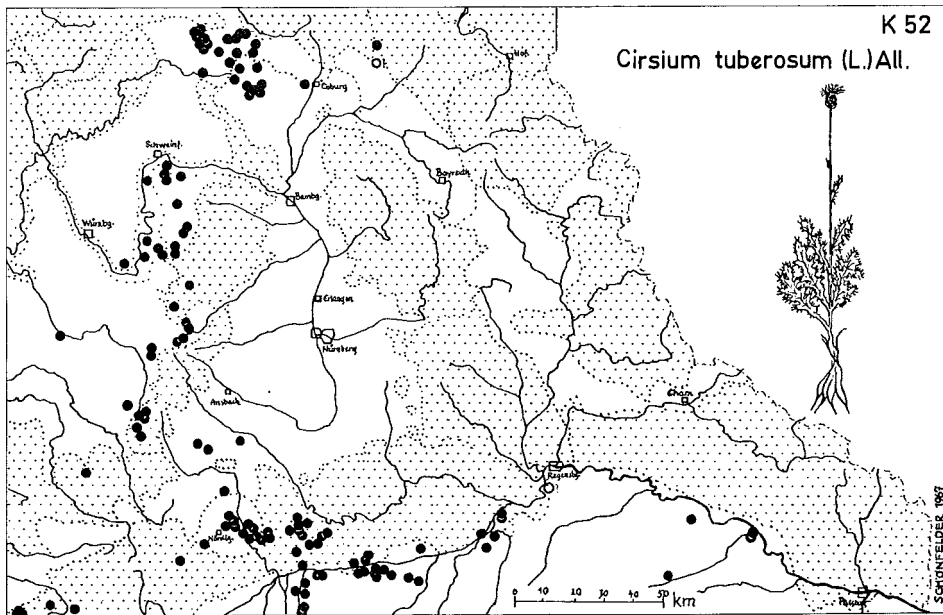 K 52
Cirsium tuberosum (L.) All.
Hof.
Coburg
Schweinf.
Bayreuth
Bambg.
Würzbg.
Erlangen
Nürnberg
Ansbach
Cham
Regensbg.
Nördlg.
Passau
0 10 20 30 40 50 km
SCHÖNFELDER 1967